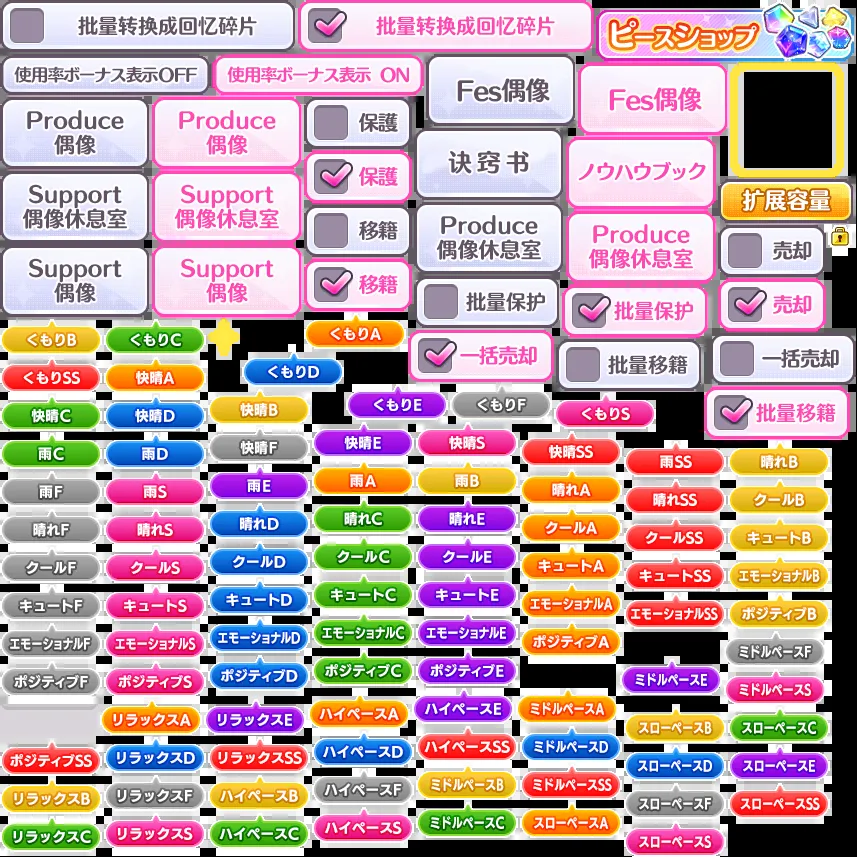 批量转换成回忆碎片
批量转换成回忆碎片
ピースショップ
使用率ボーナス表示OFF
使用率ボーナス表示 ON
Fes偶像
Fes偶像
Produce
偶像
Produce
偶像
保護
诀窍书
ノウハウブック
保護
扩展容量
Support
偶像休息室
Support
偶像休息室
移籍
Produce
偶像休息室
Produce
偶像休息室
売却
Support
偶像
Support
偶像
移籍
批量保护
批量保护
売却
くもりB
くもりC
くもりA
一括売却
批量移籍
一括売却
くもりSS
快晴A
くもりD
快晴C
快晴D
快晴B
くもりE
くもりF
くもりS
批量移籍
雨C
雨D
快晴F
快晴E
快晴S
快晴SS
雨SS
晴れB
雨F
雨S
雨E
雨A
雨B
晴れA
晴れSS
クールB
晴れF
晴れS
晴れD
晴れC
晴れE
クールA
クールSS
キュートB
クールF
クールS
クールD
クールC
クールE
キュートA
キュートSS
エモーショナルB
キュートF
キュートS
キュートD
キュートC
キュートE
エモーショナルA
エモーショナルSS
ポジティブB
エモーショナルF
エモーショナルS
エモーショナルD
エモーショナルC
エモーショナルE
ポジティブA
ミドルペースF
ポジティブF
ポジティブS
ポジティブD
ポジティブC
ポジティブE
ミドルペースE
ミドルペースS
リラックスA
リラックスE
ハイペースA
ハイペースE
ミドルペースA
スローペースB
スローペースC
ポジティブSS
リラックスD
リラックスSS
ハイペースD
ハイペースSS
ミドルペースD
スローペースD
スローペースE
リラックスB
リラックスF
ハイペースB
ハイペースF
ミドルペースB
ミドルペースSS
スローペースF
スローペースSS
リラックスC
リラックスS
ハイペースC
ハイペースS
ミドルペースC
スローペースA
スローペースS